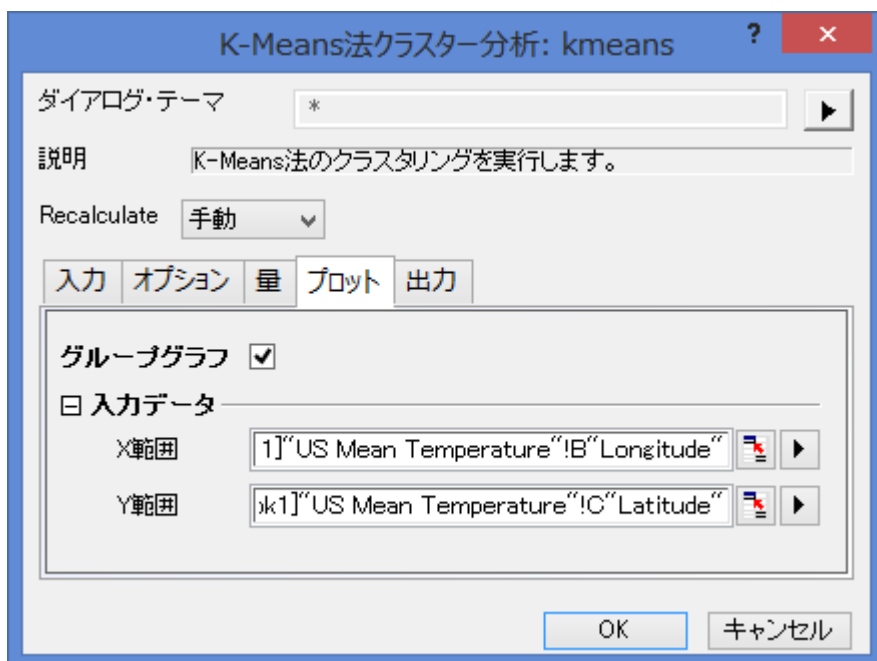 K-Means法クラスター分析: kmeans ? ×
ダイアログ・テーマ *
説明 K-Means法のクラスタリングを実行します。
Recalculate 手動
入力 オプション 量 プロット 出力
グループグラフ
入力データ
X範囲 1]"US Mean Temperature"!B"Longitude"
Y範囲 ok1]"US Mean Temperature"!C"Latitude"
OK キャンセル